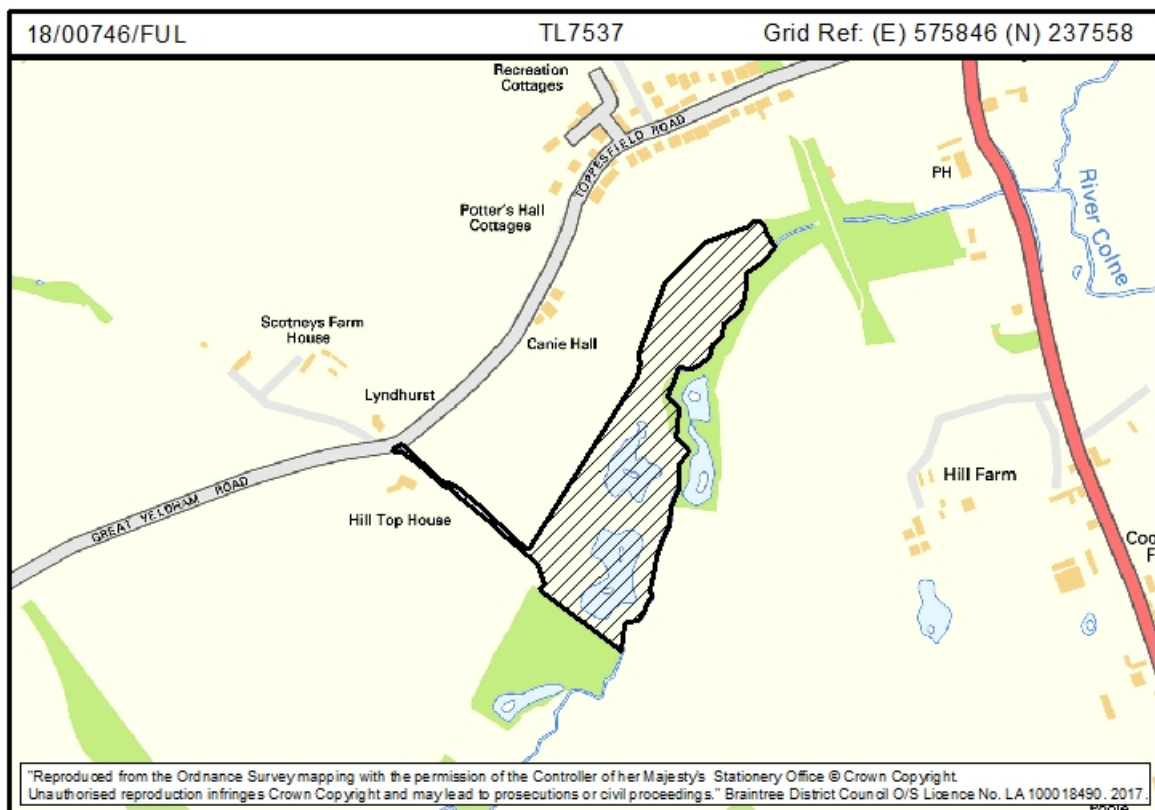 18/00746/FUL TL7537 Grid Ref: (E) 575846 (N) 237558
Recreation
Cottages
TOPPESFIELD ROAD
PH
River Colne
Potter's Hall
Cottages
Scotneys Farm
House
Canie Hall
Lyndhurst
Hill Farm
GREAT YELDHAM ROAD
Hill Top House
"Reproduced from the Ordnance Survey mapping with the permission of the Controller of her Majesty's Stationery Office © Crown Copyright.
Unauthorised reproduction infringes Crown Copyright and may lead to prosecutions or civil proceedings." Braintree District Council O/S Licence No. LA 100018490. 2017.